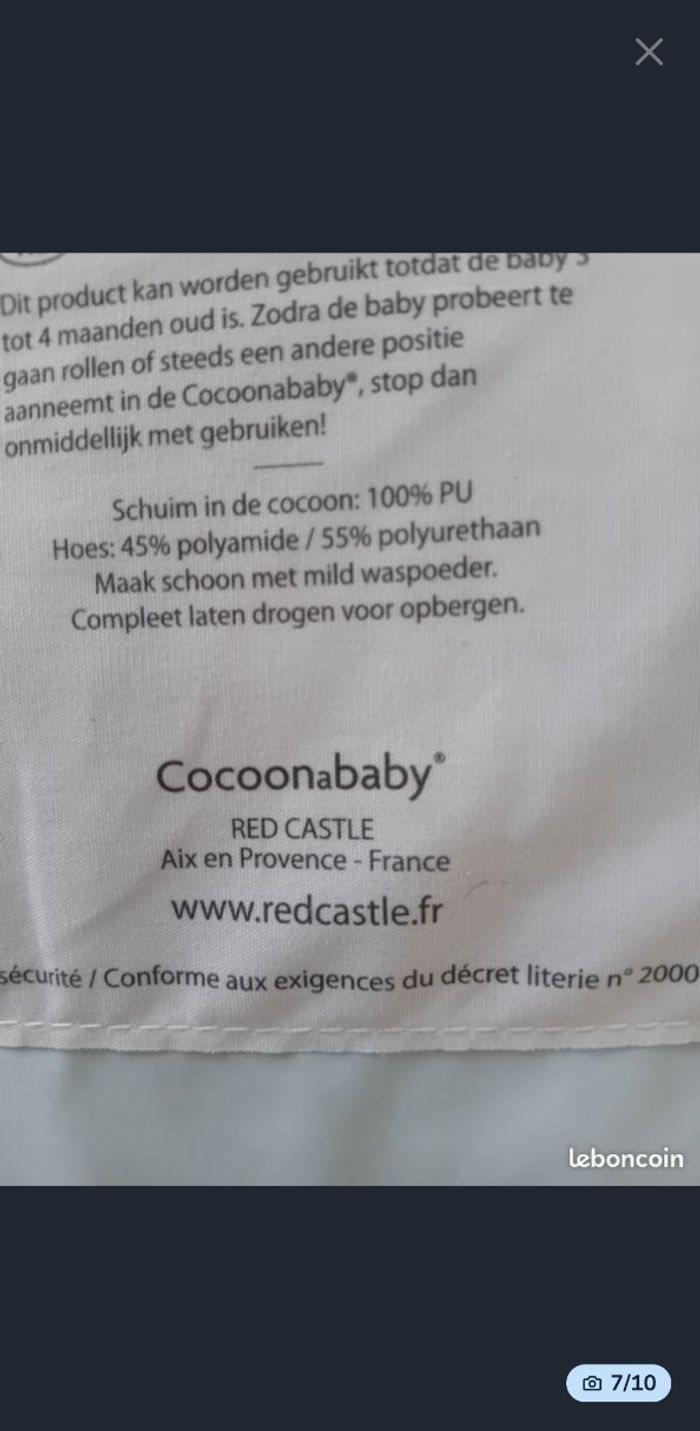 Dit product kan worden gebruikt totdat de baby 3
tot 4 maanden oud is. Zodra de baby probeert te
gaan rollen of steeds een andere positie
aanneemt in de Cocoonababy®, stop dan
onmiddellijk met gebruiken!
Schuim in de cocoon: 100% PU
Hoes: 45% polyamide / 55% polyurethaan
Maak schoon met mild waspoeder.
Compleet laten drogen voor opbergen.
Cocoonababy®
RED CASTLE
Aix en Provence - France
www.redcastle.fr
sécurité / Conforme aux exigences du décret literie n° 2000
leboncoin
7/10